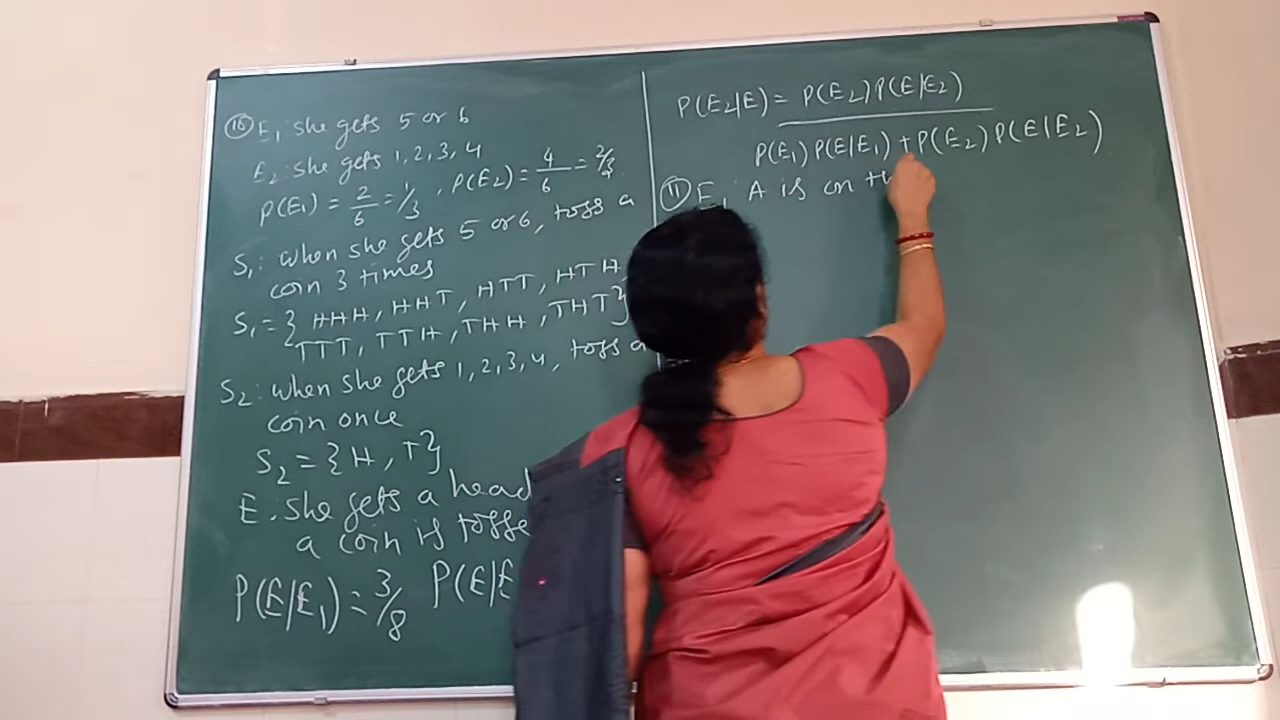 (10) E₁: she gets 5 or 6
E₂: she gets 1, 2, 3, 4
P(E₁) = 2/6 = 1/3, P(E₂) = 4/6 = 2/3
S₁: when she gets 5 or 6, toss a
coin 3 times
S₁ = { HHH, HHT, HTT, HTH
TTT, TTH, THH, THT}
S₂: when she gets 1, 2, 3, 4, toss a
coin once
S₂ = {H, T}
E: she gets a head
a coin is tosse
P(E/E₁) = 3/8 P(E/E
P(E₂|E) = P(E₂) P(E/E₂)
P(E₁) P(E/E₁) + P(E₂) P(E|E₂)
(11) E₁ A is on th